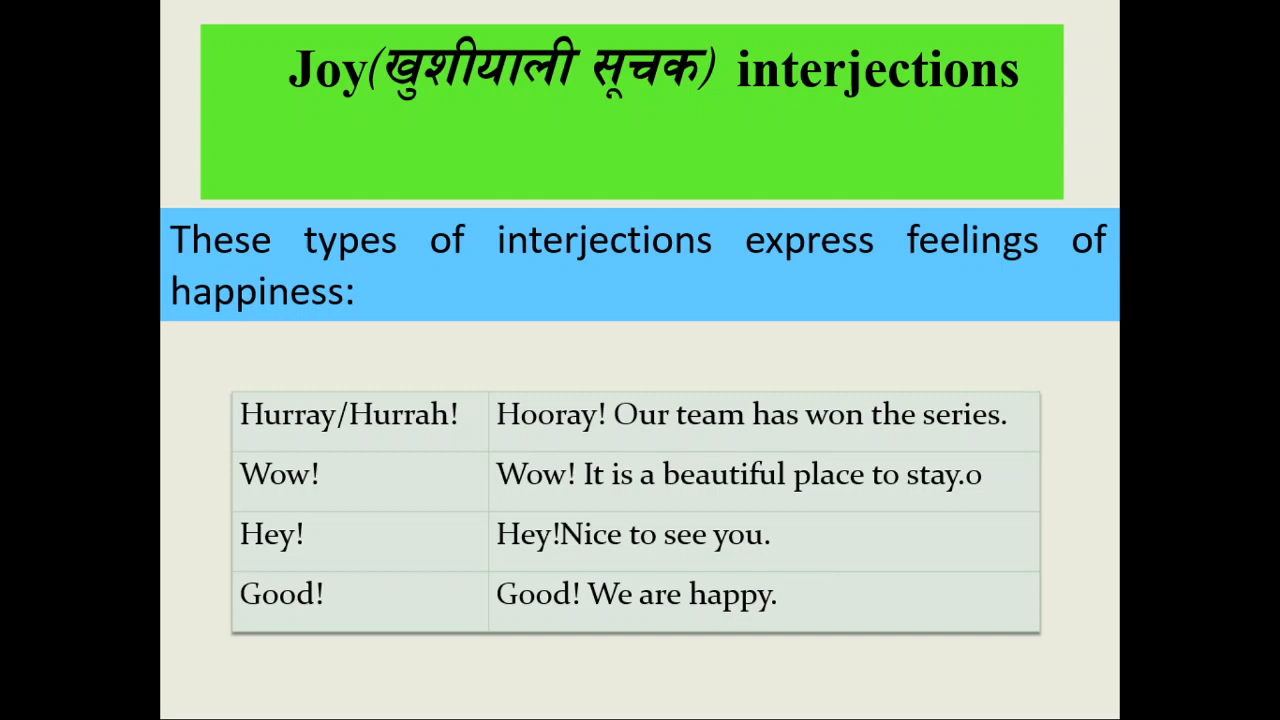 Joy(खुशीयाली सूचक) interjections
These types of interjections express feelings of
happiness:
Hurray/Hurrah! Hooray! Our team has won the series.
Wow! Wow! It is a beautiful place to stay.o
Hey! Hey!Nice to see you.
Good! Good! We are happy.